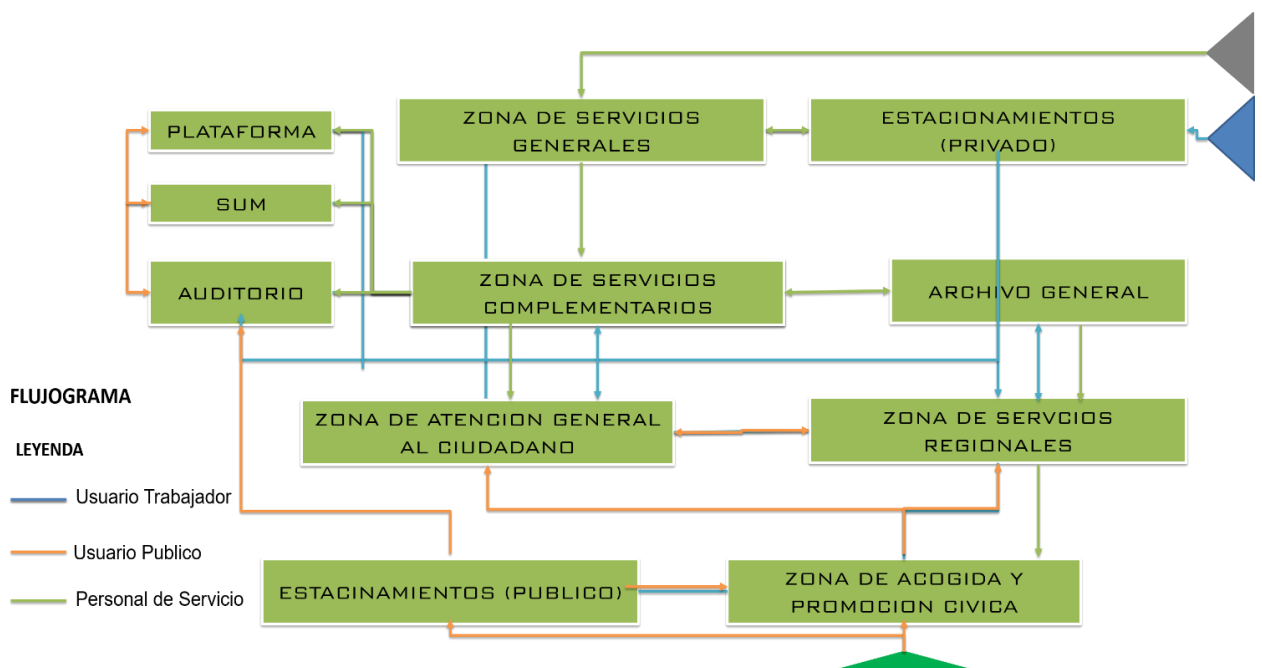 ZONA DE SERVICIOS
GENERALES
ESTACIONAMIENTOS
(PRIVADO)
PLATAFORMA
SUM
AUDITORIO
ZONA DE SERVICIOS
COMPLEMENTARIOS
ARCHIVO GENERAL
FLUJOGRAMA
LEYENDA
Usuario Trabajador
Usuario Publico
Personal de Servicio
ZONA DE ATENCION GENERAL
AL CIUDADANO
ZONA DE SERVCIOS
REGIONALES
ESTACINAMIENTOS (PUBLICO)
ZONA DE ACOGIDA Y
PROMOCION CIVICA